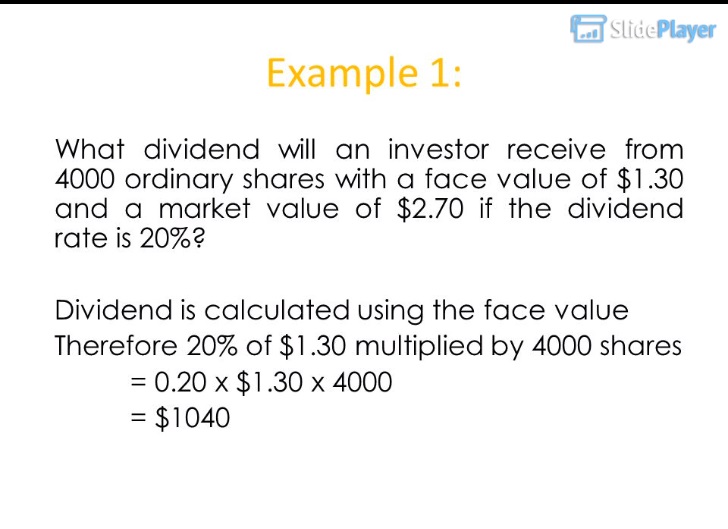 SlidePlayer
Example 1:
What dividend will an investor receive from
4000 ordinary shares with a face value of $1.30
and a market value of $2.70 if the dividend
rate is 20%?
Dividend is calculated using the face value
Therefore 20% of $1.30 multiplied by 4000 shares
= 0.20 x $1.30 x 4000
= $1040